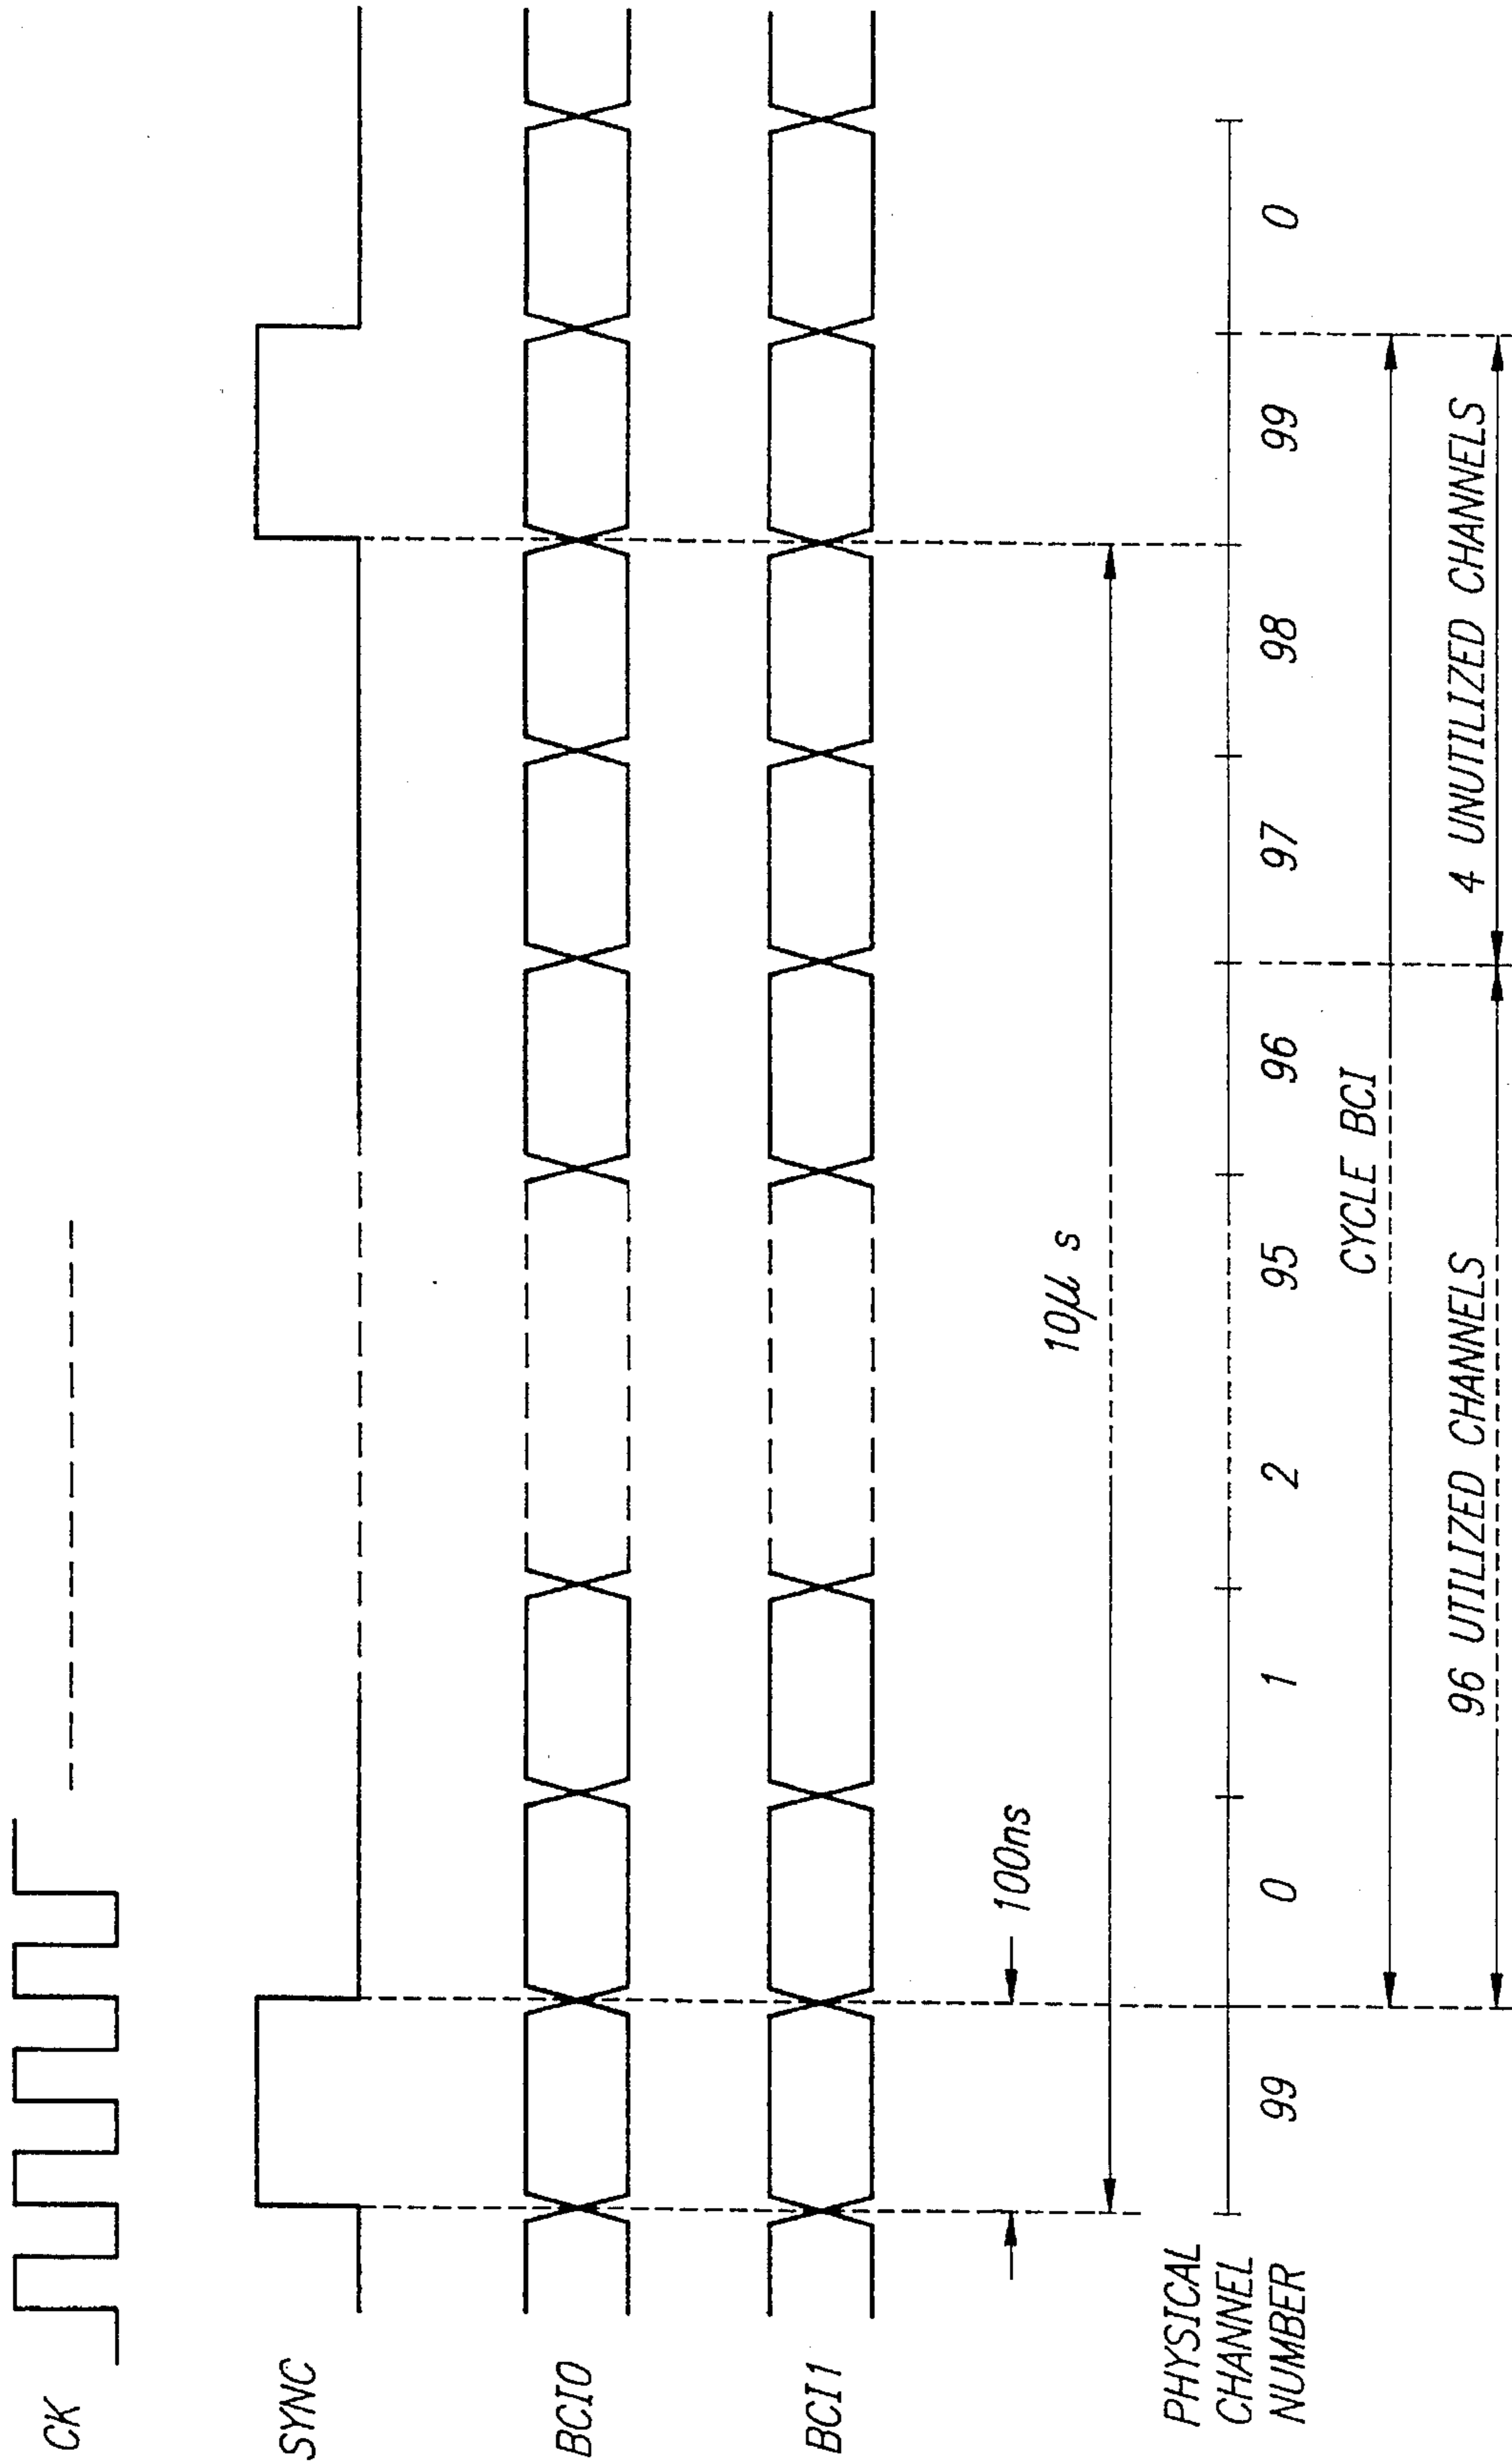 CK
SYNC
BCI0
BCI1
100ns
10μ s
PHYSICAL
CHANNEL
NUMBER
99 0 1 2 95 96 97 98 99 0
CYCLE BCI
96 UTILIZED CHANNELS 4 UNUTILIZED CHANNELS